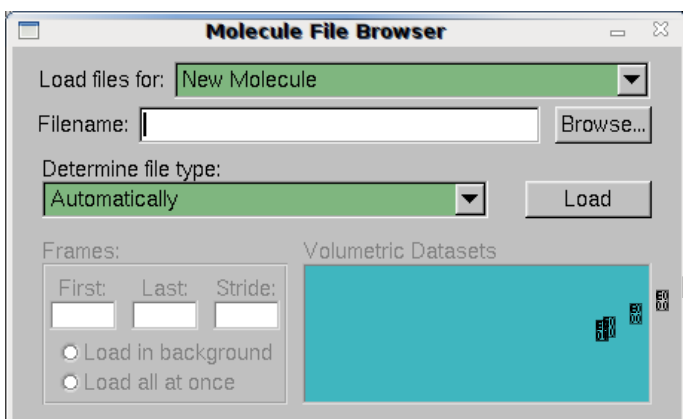 Molecule File Browser
Load files for: New Molecule
Filename: Browse...
Determine file type:
Automatically Load
Frames: Volumetric Datasets
First: Last: Stride:
Load in background
Load all at once